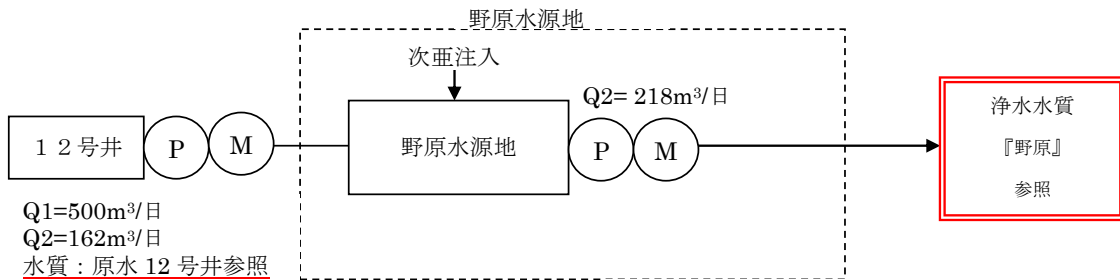 野原水源地
次亜注入
Q2= 218m³/日
12号井
P
M
野原水源地
P
M
浄水水質
『野原』
参照
Q1=500m³/日
Q2=162m³/日
水質：原水 12 号井参照